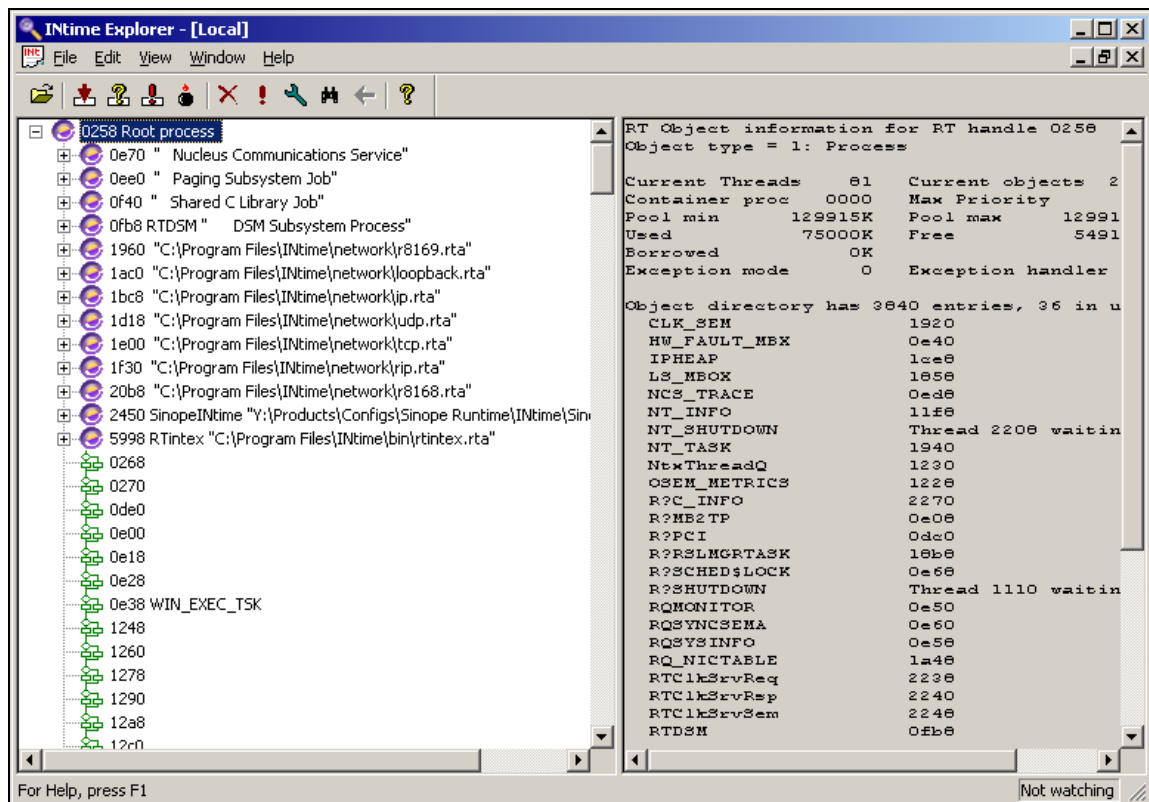 INtime Explorer - [Local]
File Edit View Window Help
0258 Root process
0e70 " Nucleus Communications Service"
0ee0 " Paging Subsystem Job"
0f40 " Shared C Library Job"
0fb8 RTDSM " DSM Subsystem Process"
1960 "C:\Program Files\INtime\network\r8169.rta"
1ac0 "C:\Program Files\INtime\network\loopback.rta"
1bc8 "C:\Program Files\INtime\network\ip.rta"
1d18 "C:\Program Files\INtime\network\udp.rta"
1e00 "C:\Program Files\INtime\network\tcp.rta"
1f30 "C:\Program Files\INtime\network\rip.rta"
20b8 "C:\Program Files\INtime\network\r8168.rta"
2450 SinopeINtime "Y:\Products\Configs\Sinope Runtime\INtime\Sin
5998 RTintex "C:\Program Files\INtime\bin\rtintex.rta"
0268
0270
0de0
0e00
0e18
0e28
0e38 WIN_EXEC_TSK
1248
1260
1278
1290
12a8
12c0
RT Object information for RT handle 0258
Object type = 1: Process
Current Threads 81 Current objects 2
Container proc 0000 Max Priority
Pool min 129915K Pool max 12991
Used 75000K Free 5491
Borrowed 0K
Exception mode 0 Exception handler
Object directory has 3840 entries, 36 in u
CLK_SEM 1920
HW_FAULT_MBX 0e40
IPHEAP 1ce8
LS_MBOX 1858
NCS_TRACE 0ed8
NT_INFO 11f8
NT_SHUTDOWN Thread 2208 waitin
NT_TASK 1940
NtxThreadQ 1230
OSEM_METRICS 1228
R?C_INFO 2270
R?MB2TP 0e08
R?PCI 0dc0
R?RSLMGRTASK 18b8
R?SCHED$LOCK 0e68
R?SHUTDOWN Thread 1110 waitin
RQMONITOR 0e50
RQSYNCSEMA 0e60
RQSYSINFO 0e58
RQ_NICTABLE 1a48
RTClkSrvReq 2238
RTClkSrvRsp 2240
RTClkSrvSem 2248
RTDSM 0fb8
For Help, press F1
Not watching